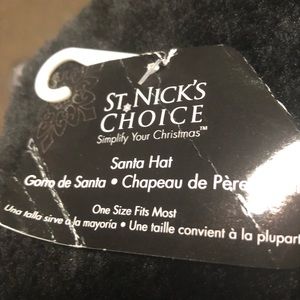 ST. NICK'S
CHOICE
Simplify Your Christmas™
Santa Hat
Gorro de Santa • Chapeau de Père
One Size Fits Most
Una talla sirve a la mayoría • Une taille convient à la plupart